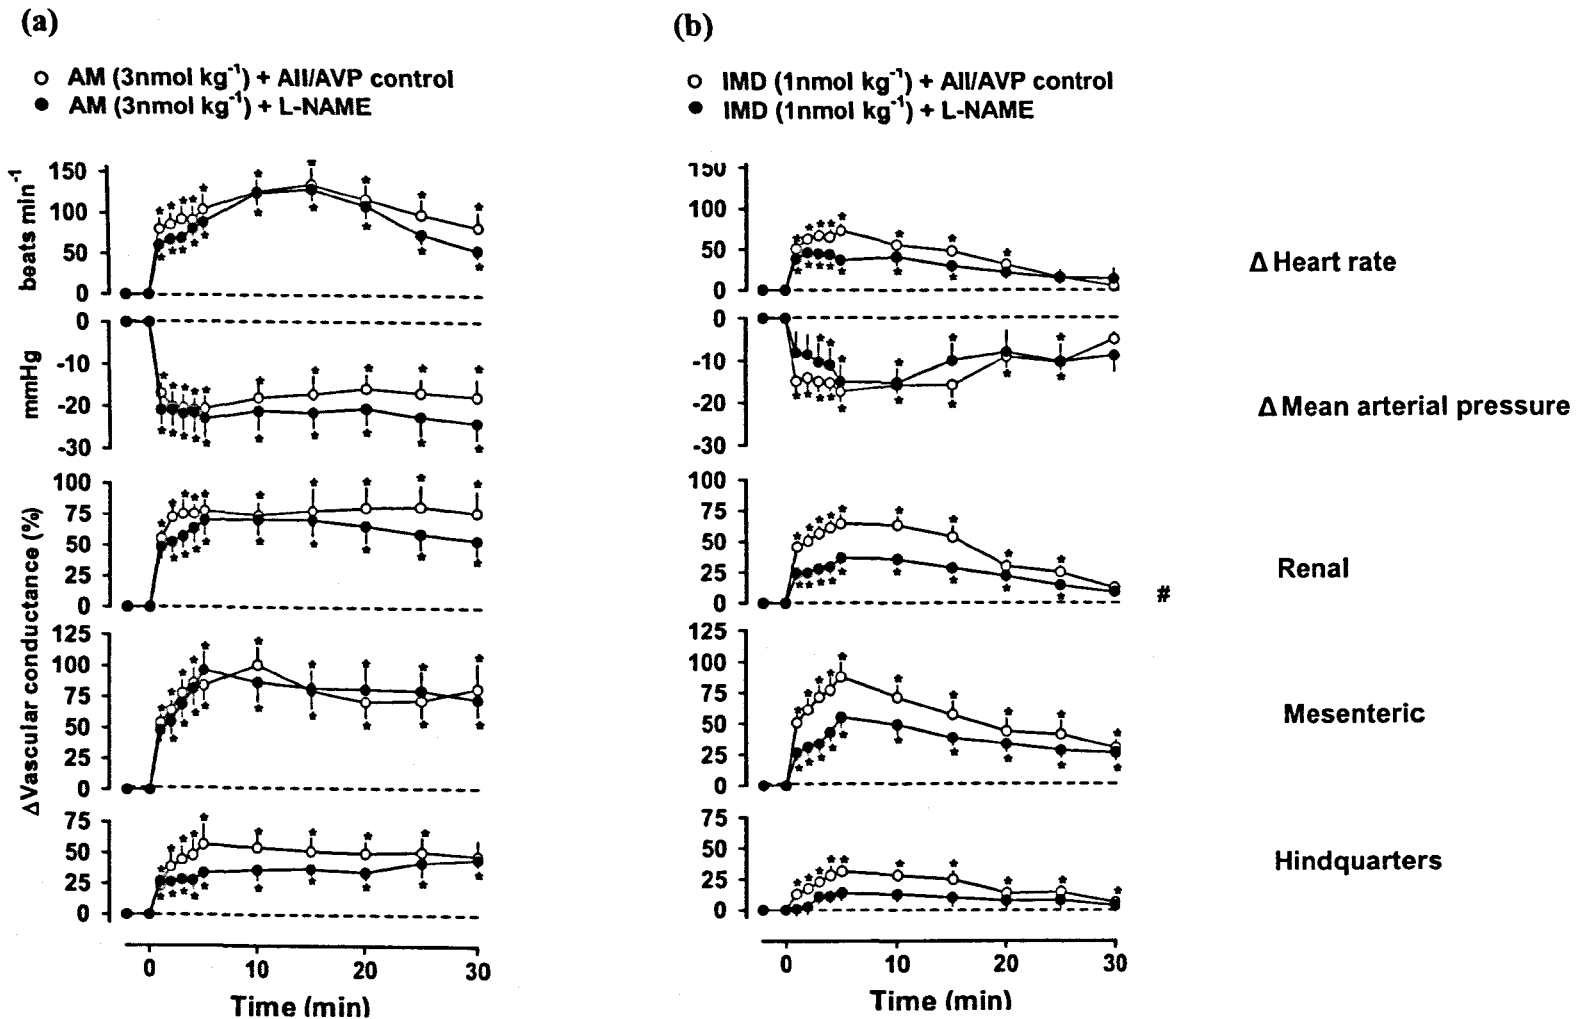 (a)
○ AM (3nmol kg-1) + AII/AVP control
● AM (3nmol kg-1) + L-NAME
beats min-1
150
100
50
0
mmHg
0
-10
-20
-30
ΔVascular conductance (%)
100
75
50
25
0
125
100
75
50
25
0
75
50
25
0
0 10 20 30
Time (min)
(b)
○ IMD (1nmol kg-1) + AII/AVP control
● IMD (1nmol kg-1) + L-NAME
150
100
50
0
Δ Heart rate
0
-10
-20
-30
Δ Mean arterial pressure
100
75
50
25
0
Renal
#
125
100
75
50
25
0
Mesenteric
75
50
25
0
Hindquarters
0 10 20 30
Time (min)